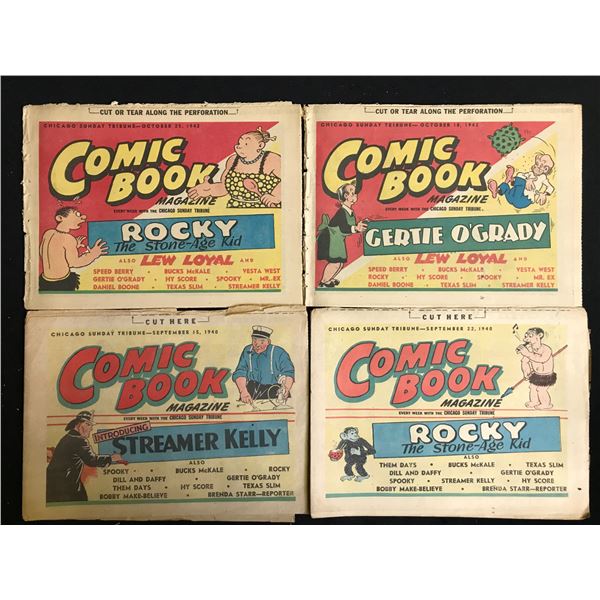 CUT OR TEAR ALONG THE PERFORATION
CHICAGO SUNDAY TRIBUNE—OCTOBER 25, 1942
COMIC
BOOK
MAGAZINE
EVERY WEEK WITH THE CHICAGO SUNDAY TRIBUNE
ROCKY
The Stone-Age Kid
ALSO LEW LOYAL AND
SPEED BERRY • BUCKS McKALE • VESTA WEST
GERTIE O'GRADY • HY SCORE • SPOOKY • MR. EX
DANIEL BOONE • TEXAS SLIM • STREAMER KELLY
CUT OR TEAR ALONG THE PERFORATION
CHICAGO SUNDAY TRIBUNE—OCTOBER 18, 1942
COMIC
BOOK
MAGAZINE
EVERY WEEK WITH THE CHICAGO SUNDAY TRIBUNE
GERTIE O'GRADY
ALSO LEW LOYAL AND
SPEED BERRY • BUCKS McKALE • VESTA WEST
ROCKY • HY SCORE • SPOOKY • MR. EX
DANIEL BOONE • TEXAS SLIM • STREAMER KELLY
CUT HERE
CHICAGO SUNDAY TRIBUNE—SEPTEMBER 15, 1940
COMIC
BOOK
MAGAZINE
EVERY WEEK WITH THE CHICAGO SUNDAY TRIBUNE
INTRODUCING
STREAMER KELLY
ALSO
SPOOKY • BUCKS McKALE • ROCKY
DILL AND DAFFY • GERTIE O'GRADY
THEM DAYS • HY SCORE • TEXAS SLIM
BOBBY MAKE-BELIEVE • BRENDA STARR—REPORTER
CUT HERE
CHICAGO SUNDAY TRIBUNE—SEPTEMBER 22, 1940
COMIC
BOOK
MAGAZINE
EVERY WEEK WITH THE CHICAGO SUNDAY TRIBUNE
ROCKY
The Stone-Age Kid
ALSO
THEM DAYS • BUCKS McKALE • TEXAS SLIM
DILL AND DAFFY • GERTIE O'GRADY
SPOOKY • STREAMER KELLY • HY SCORE
BOBBY MAKE-BELIEVE • BRENDA STARR—REPORTER